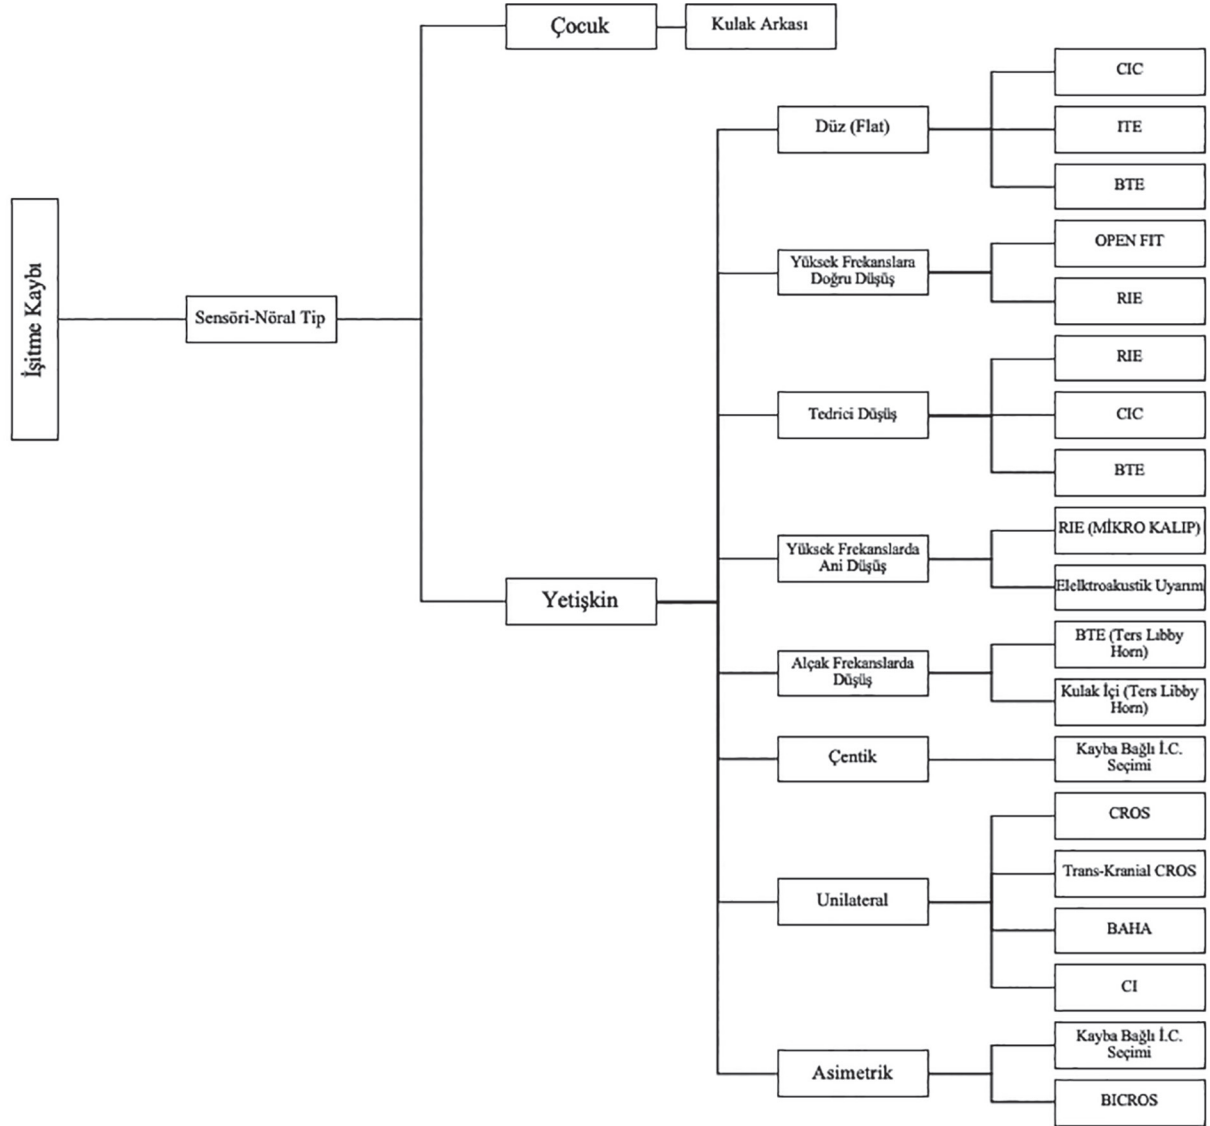 Çocuk
Kulak Arkası
İşitme Kaybı
Sensöri-Nöral Tip
Yetişkin
Düz (Flat)
CIC
ITE
BTE
Yüksek Frekanslara
Doğru Düşüş
OPEN FIT
RIE
Tedrici Düşüş
RIE
CIC
BTE
Yüksek Frekanslarda
Ani Düşüş
RIE (MİKRO KALIP)
Elelktroakustik Uyarım
Alçak Frekanslarda
Düşüş
BTE (Ters Libby
Horn)
Kulak İçi (Ters Libby
Horn)
Çentik
Kayba Bağlı İ.C.
Seçimi
Unilateral
CROS
Trans-Kranial CROS
BAHA
CI
Asimetrik
Kayba Bağlı İ.C.
Seçimi
BICROS